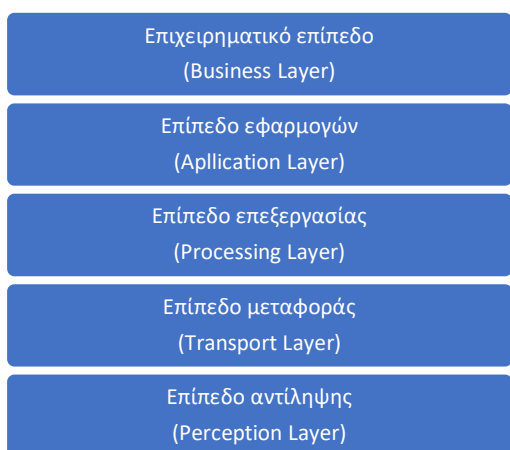 Επιχειρηματικό επίπεδο
(Business Layer)
Επίπεδο εφαρμογών
(Apllication Layer)
Επίπεδο επεξεργασίας
(Processing Layer)
Επίπεδο μεταφοράς
(Transport Layer)
Επίπεδο αντίληψης
(Perception Layer)